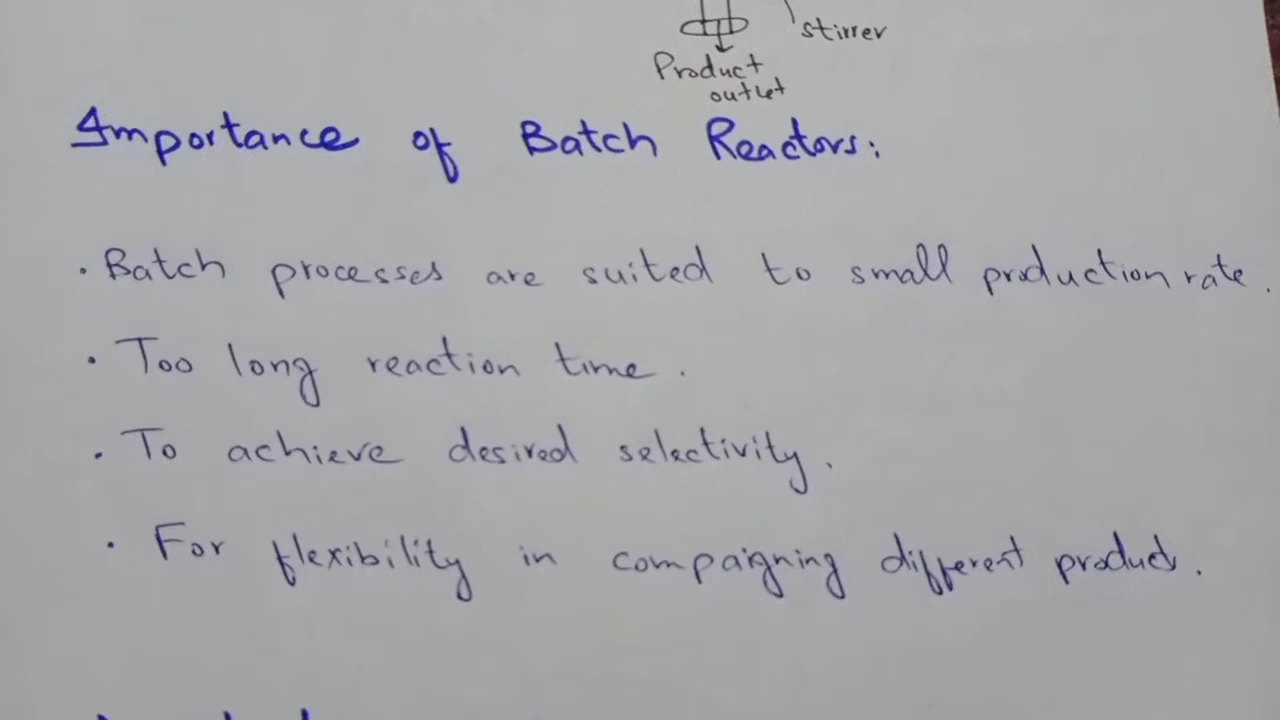 stirrer
Product
outlet
Importance of Batch Reactors:
. Batch processes are suited to small production rate.
. Too long reaction time.
. To achieve desired selectivity.
. For flexibility in compaigning different products.